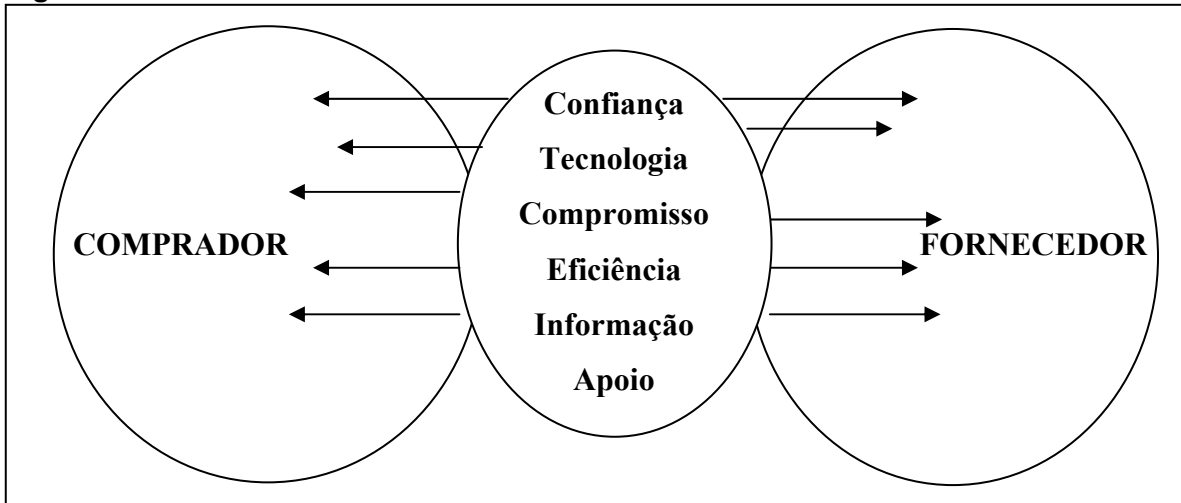 Confiança
Tecnologia
Compromisso
COMPRADOR
FORNECEDOR
Eficiência
Informação
Apoio